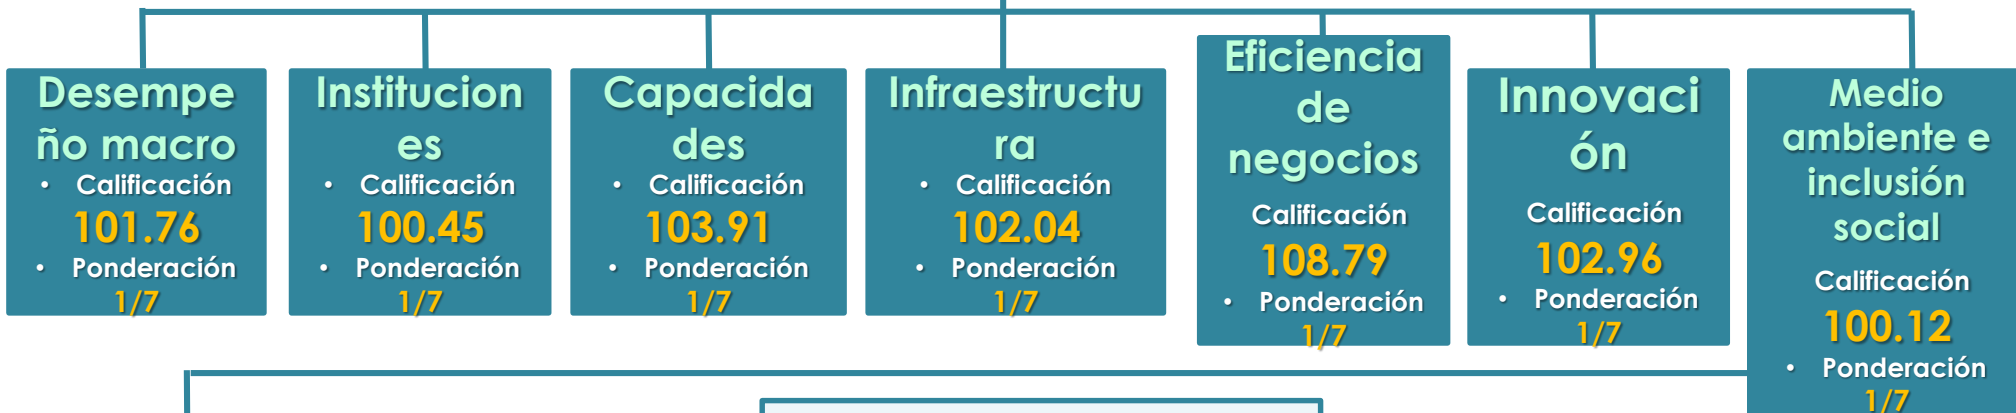 Desempe
ño macro
• Calificación
101.76
• Ponderación
1/7
Institucion
es
• Calificación
100.45
• Ponderación
1/7
Capacida
des
• Calificación
103.91
• Ponderación
1/7
Infraestructu
ra
• Calificación
102.04
• Ponderación
1/7
Eficiencia
de
negocios
Calificación
108.79
• Ponderación
1/7
Innovaci
ón
Calificación
102.96
• Ponderación
1/7
Medio
ambiente e
inclusión
social
Calificación
100.12
• Ponderación
1/7